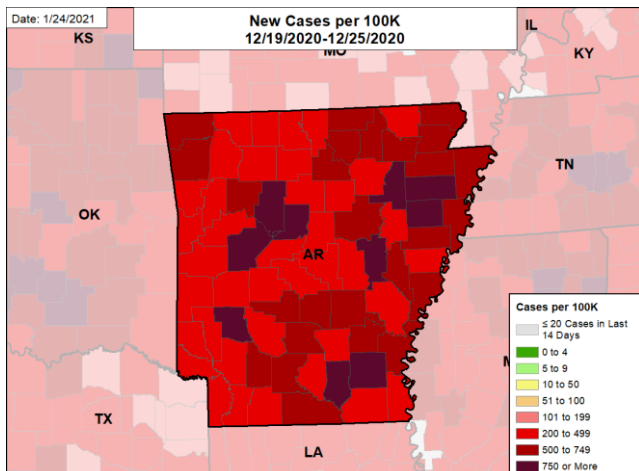 Date: 1/24/2021
New Cases per 100K
12/19/2020-12/25/2020
KS
MO
IL
KY
TN
OK
AR
TX
LA
M
Cases per 100K
≤ 20 Cases in Last
14 Days
0 to 4
5 to 9
10 to 50
51 to 100
101 to 199
200 to 499
500 to 749
750 or More